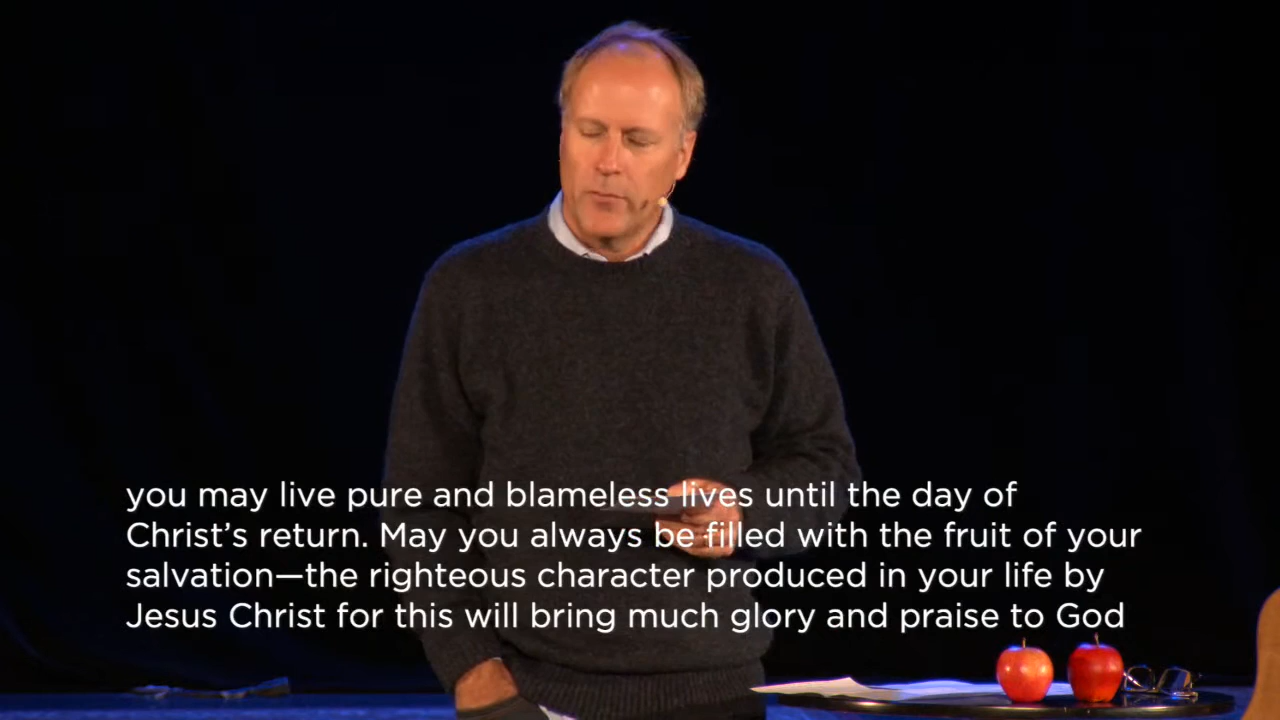 you may live pure and blameless lives until the day of
Christ’s return. May you always be filled with the fruit of your
salvation—the righteous character produced in your life by
Jesus Christ for this will bring much glory and praise to God